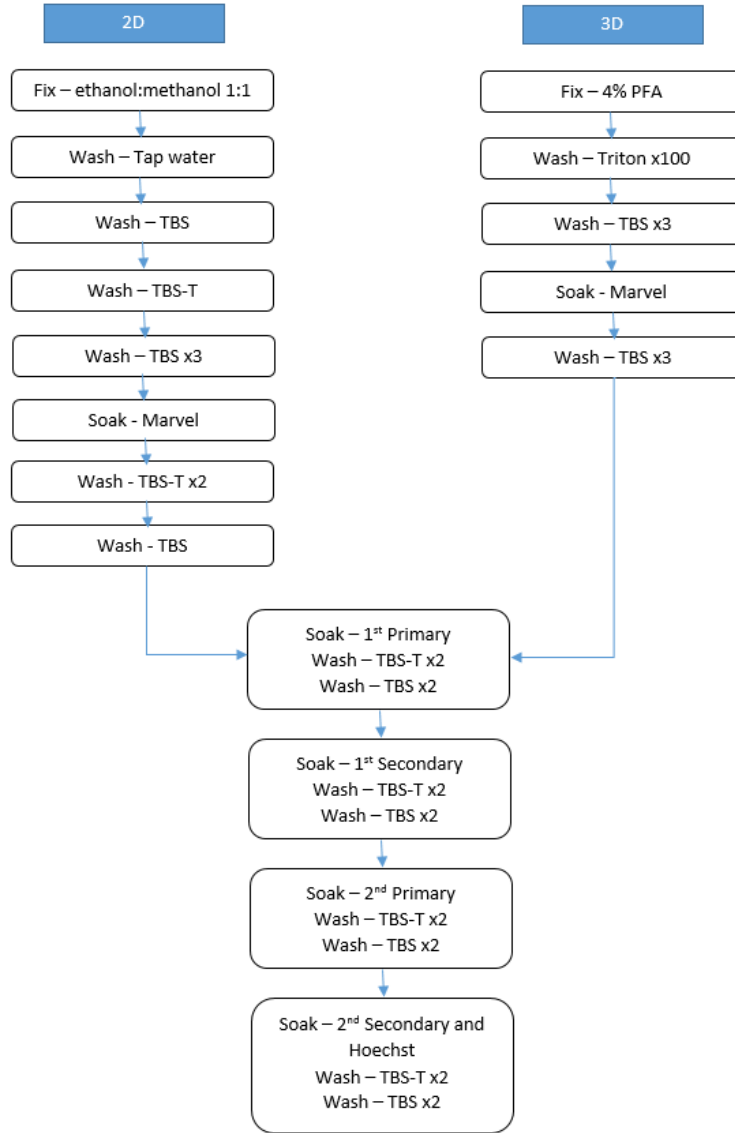 2D
Fix – ethanol:methanol 1:1
Wash – Tap water
Wash – TBS
Wash – TBS-T
Wash – TBS x3
Soak - Marvel
Wash - TBS-T x2
Wash - TBS
3D
Fix – 4% PFA
Wash – Triton x100
Wash – TBS x3
Soak - Marvel
Wash – TBS x3
Soak – 1st Primary
Wash – TBS-T x2
Wash – TBS x2
Soak – 1st Secondary
Wash – TBS-T x2
Wash – TBS x2
Soak – 2nd Primary
Wash – TBS-T x2
Wash – TBS x2
Soak – 2nd Secondary and
Hoechst
Wash – TBS-T x2
Wash – TBS x2